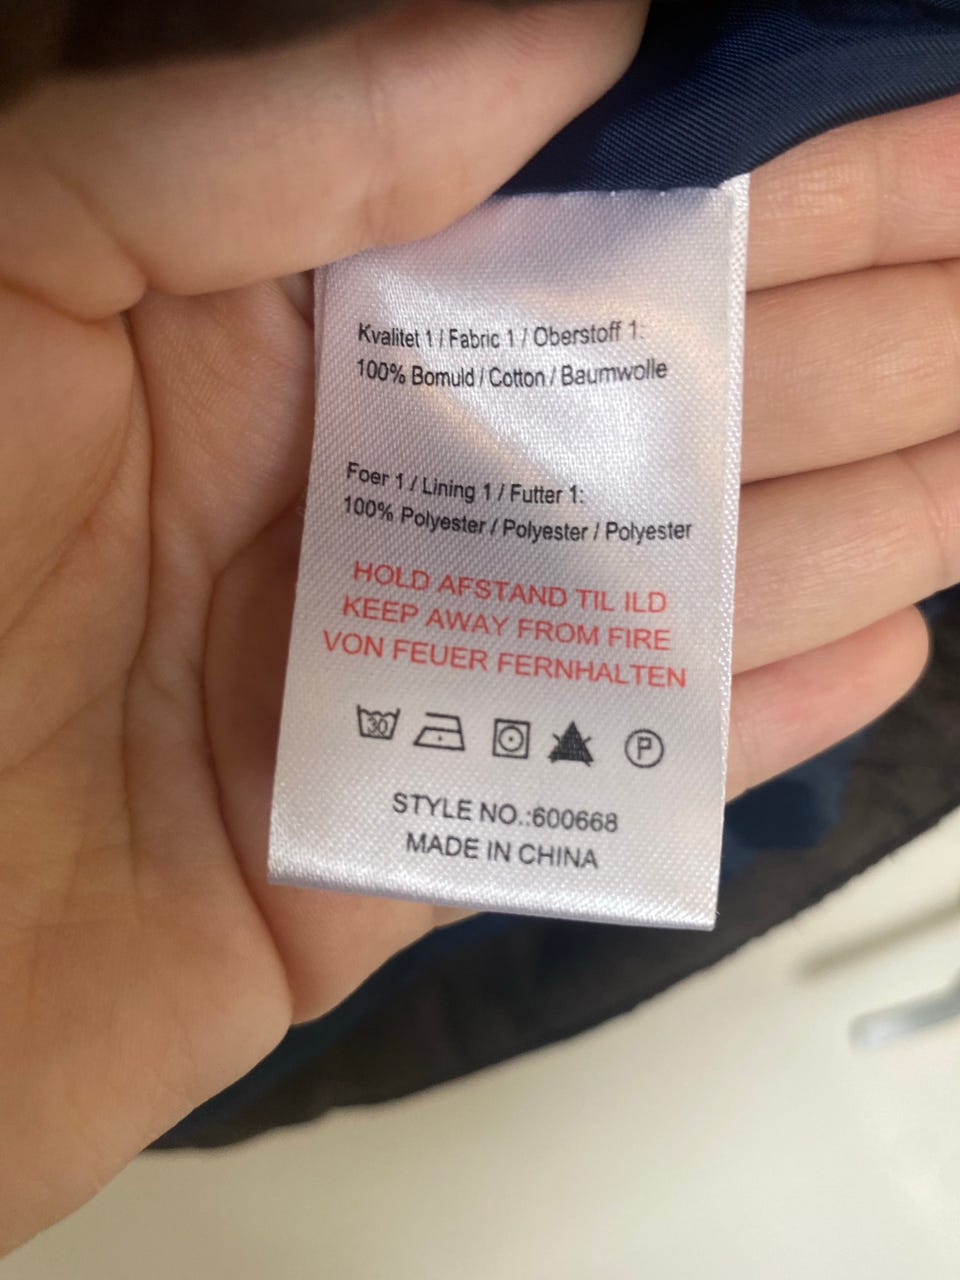 Kvalitet 1 / Fabric 1 / Oberstoff 1:
100% Bomuld / Cotton / Baumwolle
Foer 1 / Lining 1 / Futter 1:
100% Polyester / Polyester / Polyester
HOLD AFSTAND TIL ILD
KEEP AWAY FROM FIRE
VON FEUER FERNHALTEN
30 P
STYLE NO.:600668
MADE IN CHINA